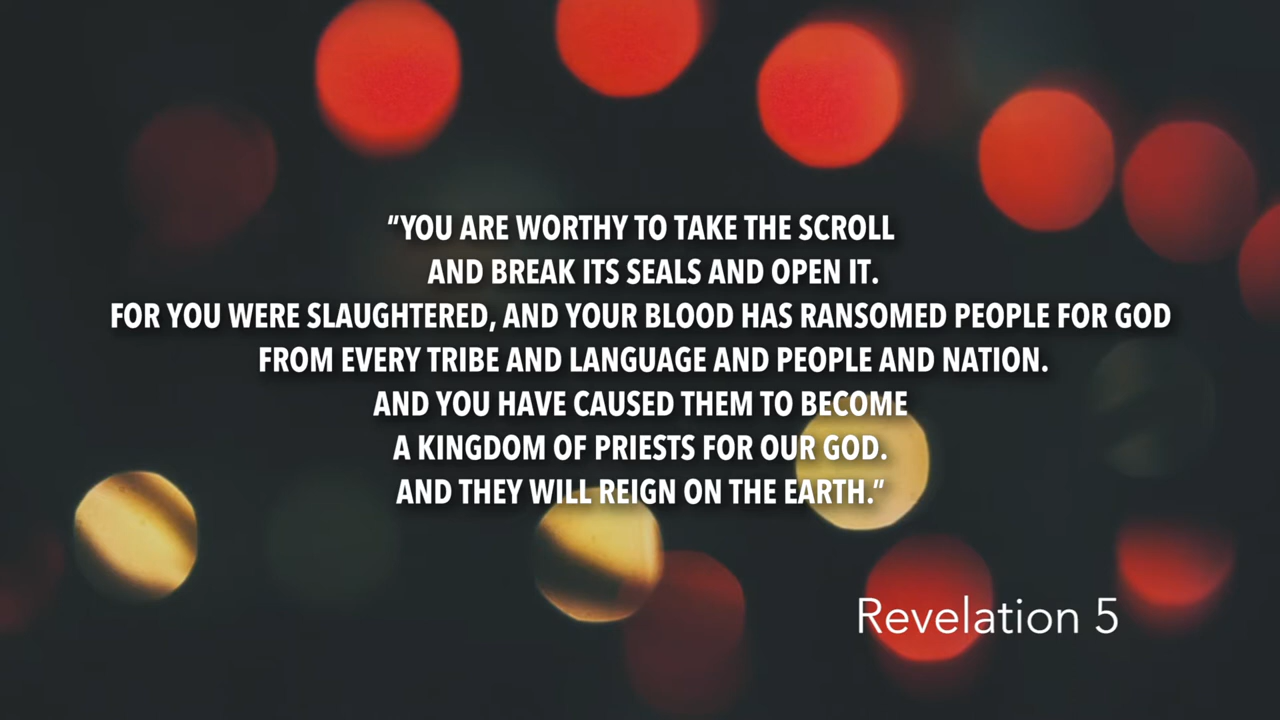 “YOU ARE WORTHY TO TAKE THE SCROLL
AND BREAK ITS SEALS AND OPEN IT.
FOR YOU WERE SLAUGHTERED, AND YOUR BLOOD HAS RANSOMED PEOPLE FOR GOD
FROM EVERY TRIBE AND LANGUAGE AND PEOPLE AND NATION.
AND YOU HAVE CAUSED THEM TO BECOME
A KINGDOM OF PRIESTS FOR OUR GOD.
AND THEY WILL REIGN ON THE EARTH.”
Revelation 5